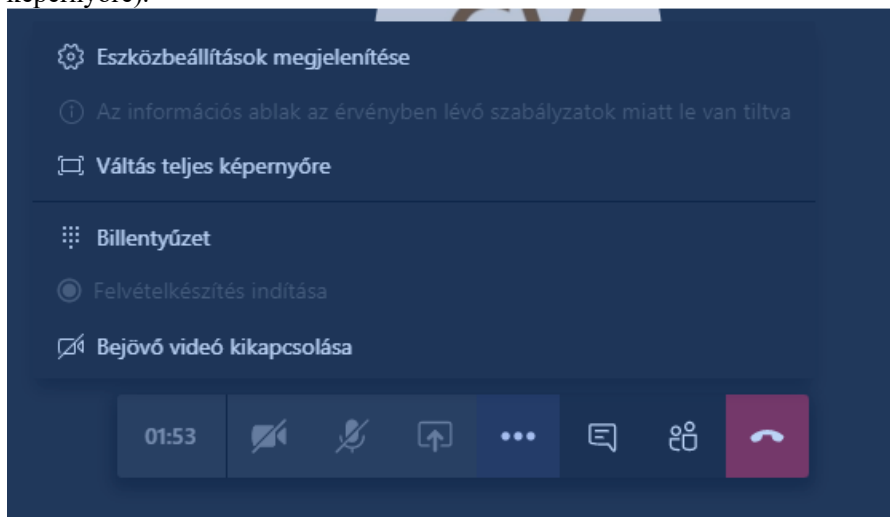 képernyőre).
Eszközbeállítások megjelenítése
Az információs ablak az érvényben lévő szabályzatok miatt le van tiltva
Váltás teljes képernyőre
Billentyűzet
Felvételkészítés indítása
Bejövő videó kikapcsolása
01:53